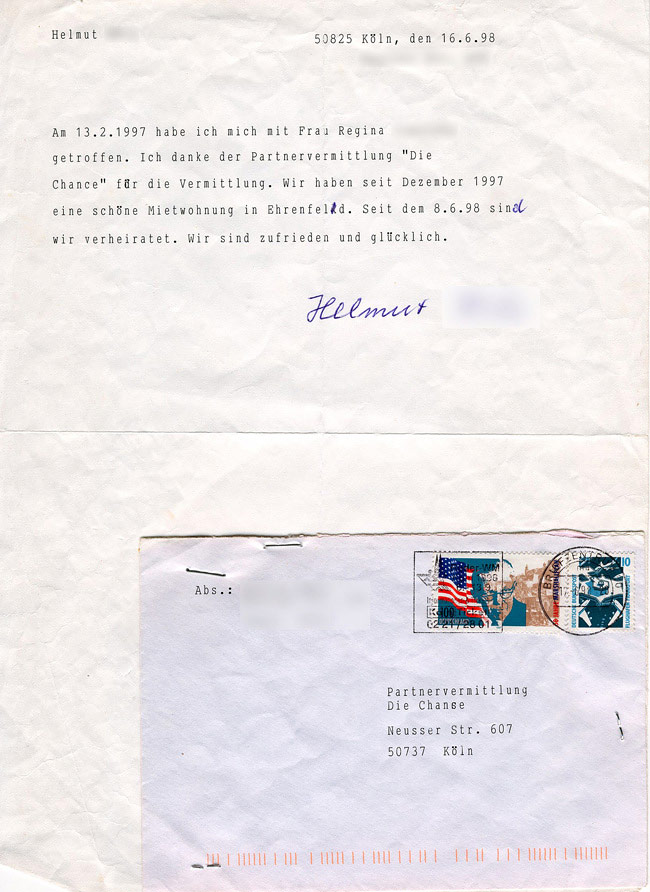 Helmut
50825 Köln, den 16.6.98
Am 13.2.1997 habe ich mich mit Frau Regina
getroffen. Ich danke der Partnervermittlung "Die
Chance" für die Vermittlung. Wir haben seit Dezember 1997
eine schöne Mietwohnung in Ehrenfeld. Seit dem 8.6.98 sind
wir verheiratet. Wir sind zufrieden und glücklich.
Helmut
Abs.:
Partnervermittlung
Die Chanse
Neusser Str. 607
50737 Köln